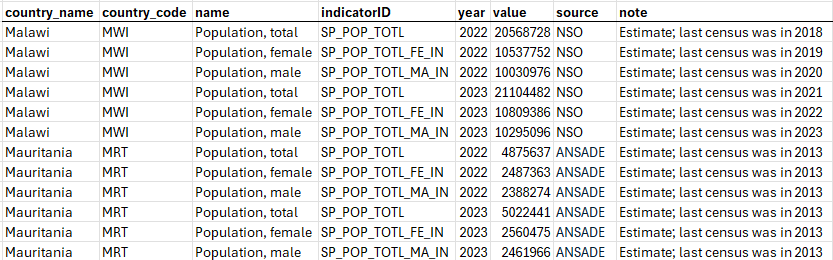 country_name country_code name indicatorID year value source note
Malawi MWI Population, total SP_POP_TOTL 2022 20568728 NSO Estimate; last census was in 2018
Malawi MWI Population, female SP_POP_TOTL_FE_IN 2022 10537752 NSO Estimate; last census was in 2019
Malawi MWI Population, male SP_POP_TOTL_MA_IN 2022 10030976 NSO Estimate; last census was in 2020
Malawi MWI Population, total SP_POP_TOTL 2023 21104482 NSO Estimate; last census was in 2021
Malawi MWI Population, female SP_POP_TOTL_FE_IN 2023 10809386 NSO Estimate; last census was in 2022
Malawi MWI Population, male SP_POP_TOTL_MA_IN 2023 10295096 NSO Estimate; last census was in 2023
Mauritania MRT Population, total SP_POP_TOTL 2022 4875637 ANSADE Estimate; last census was in 2013
Mauritania MRT Population, female SP_POP_TOTL_FE_IN 2022 2487363 ANSADE Estimate; last census was in 2013
Mauritania MRT Population, male SP_POP_TOTL_MA_IN 2022 2388274 ANSADE Estimate; last census was in 2013
Mauritania MRT Population, total SP_POP_TOTL 2023 5022441 ANSADE Estimate; last census was in 2013
Mauritania MRT Population, female SP_POP_TOTL_FE_IN 2023 2560475 ANSADE Estimate; last census was in 2013
Mauritania MRT Population, male SP_POP_TOTL_MA_IN 2023 2461966 ANSADE Estimate; last census was in 2013